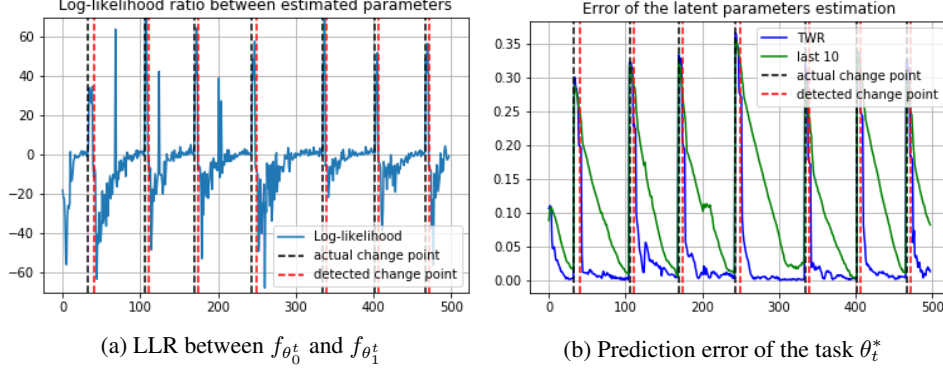 Log-likelihood ratio between estimated parameters
60
40
20
0
−20
−40
−60
Log-likelihood
actual change point
detected change point
0 100 200 300 400 500
(a) LLR between f_{θ_0^t} and f_{θ_1^t}
Error of the latent parameters estimation
0.35
0.30
0.25
0.20
0.15
0.10
0.05
0.00
TWR
last 10
actual change point
detected change point
0 100 200 300 400 500
(b) Prediction error of the task θ_t^*